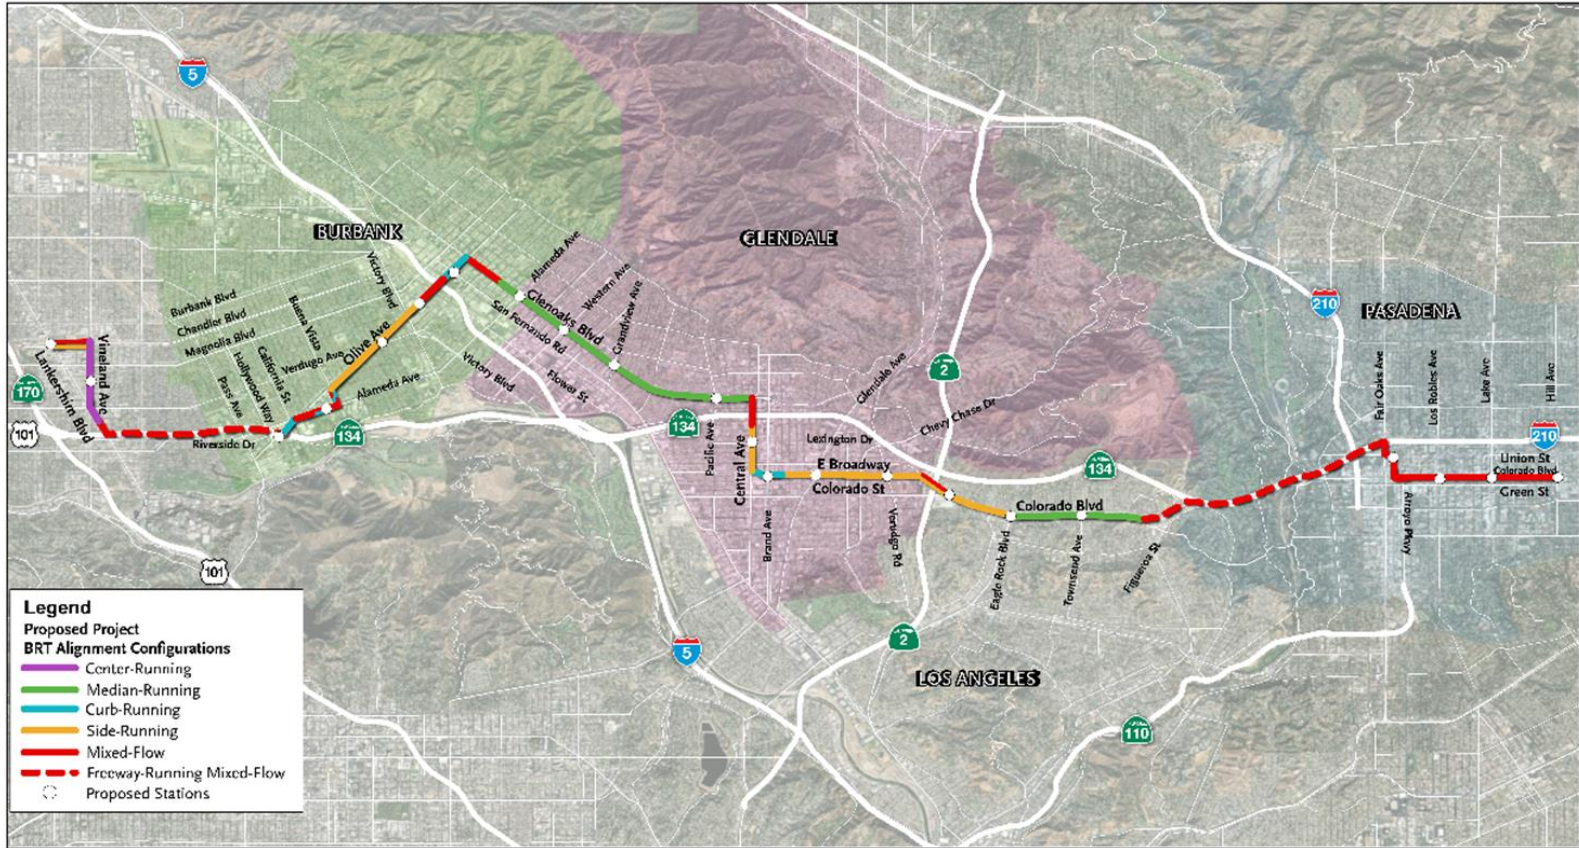 5
BURBANK
GLENDALE
PASADENA
LOS ANGELES
210
Burbank Blvd
Chandler Blvd
Magnolia Blvd
Victory Blvd
Buena Vista
Verdugo Ave
Olive Ave
California St
Hollywood Way
Pass Ave
Alameda Ave
Riverside Dr
134
Vineland Ave
Lankershim Blvd
170
101
Alameda Ave
Western Ave
Grandview Ave
Glenoaks Blvd
San Fernando Rd
Victory Blvd
Flower St
134
Pacific Ave
Central Ave
Lexington Dr
E Broadway
Colorado St
Brand Ave
Verdugo Rd
Glendale Ave
Chevy Chase Dr
2
134
Colorado Blvd
Eagle Rock Blvd
Townsend Ave
Figueroa St
Fair Oaks Ave
Los Robles Ave
Lake Ave
Hill Ave
210
Union St
Colorado Blvd
Green St
Arroyo Pkwy
101
5
2
110
Legend
Proposed Project
BRT Alignment Configurations
Center-Running
Median-Running
Curb-Running
Side-Running
Mixed-Flow
Freeway-Running Mixed-Flow
Proposed Stations